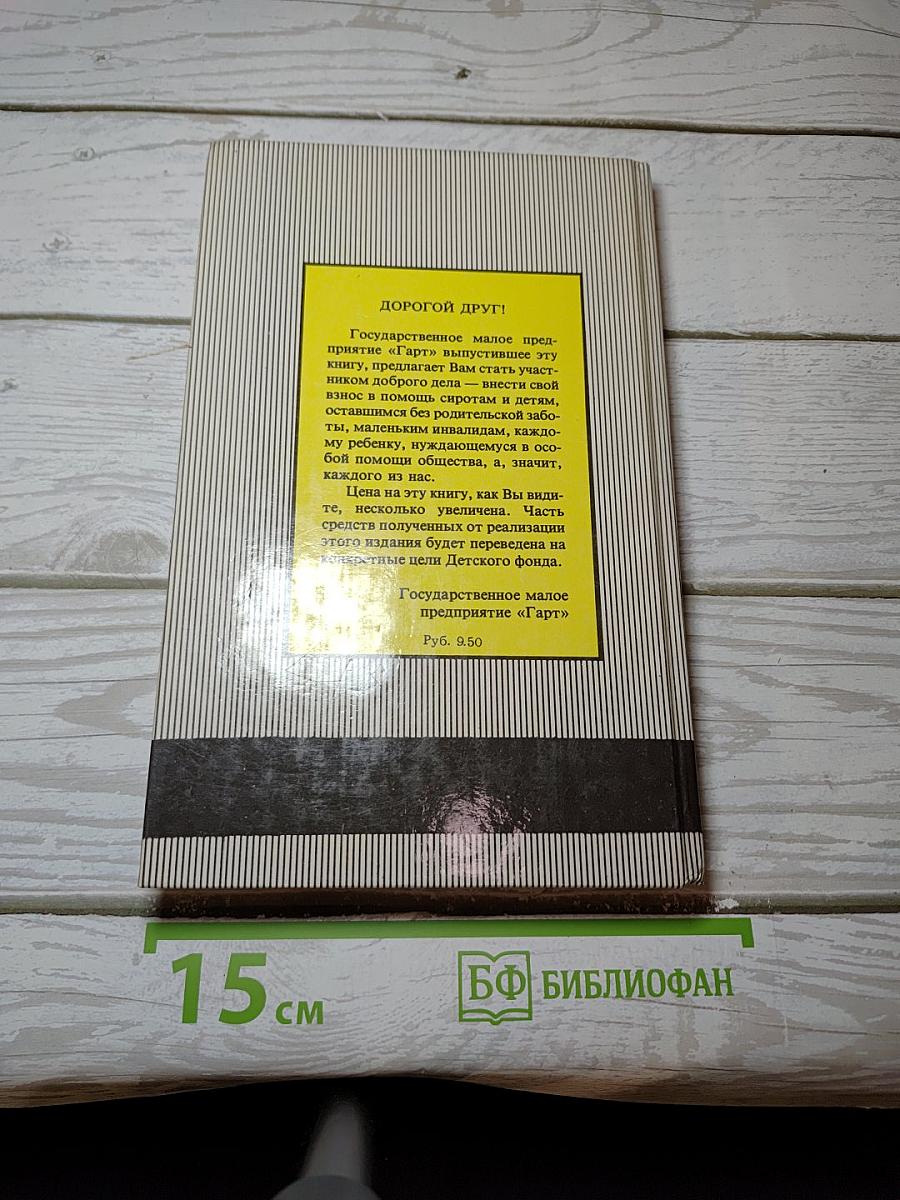 ДОРОГОЙ ДРУГ!
Государственное малое пред-
приятие «Гарт» выпустившее эту
книгу, предлагает Вам стать участ-
ником доброго дела — внести свой
взнос в помощь сиротам и детям,
оставшимся без родительской забо-
ты, маленьким инвалидам, каждо-
му ребенку, нуждающемуся в осо-
бой помощи общества, а, значит,
каждого из нас.
Цена на эту книгу, как Вы види-
те, несколько увеличена. Часть
средств полученных от реализации
этого издания будет переведена на
конкретные цели Детского фонда.
Государственное малое
предприятие «Гарт»
Руб. 9.50
15 см
БФ БИБЛИОФАН